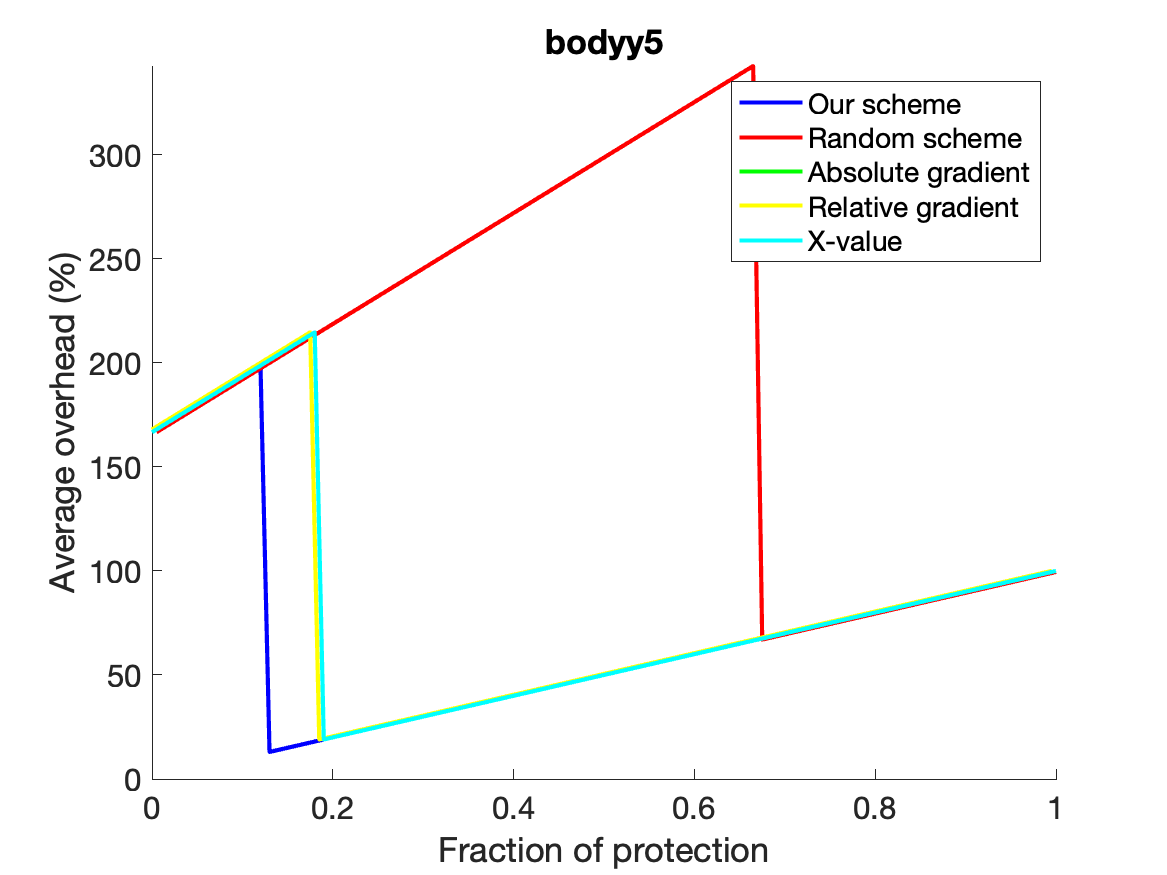 bodyy5
Our scheme
Random scheme
Absolute gradient
Relative gradient
X-value
Average overhead (%)
300
250
200
150
100
50
0
0 0.2 0.4 0.6 0.8 1
Fraction of protection